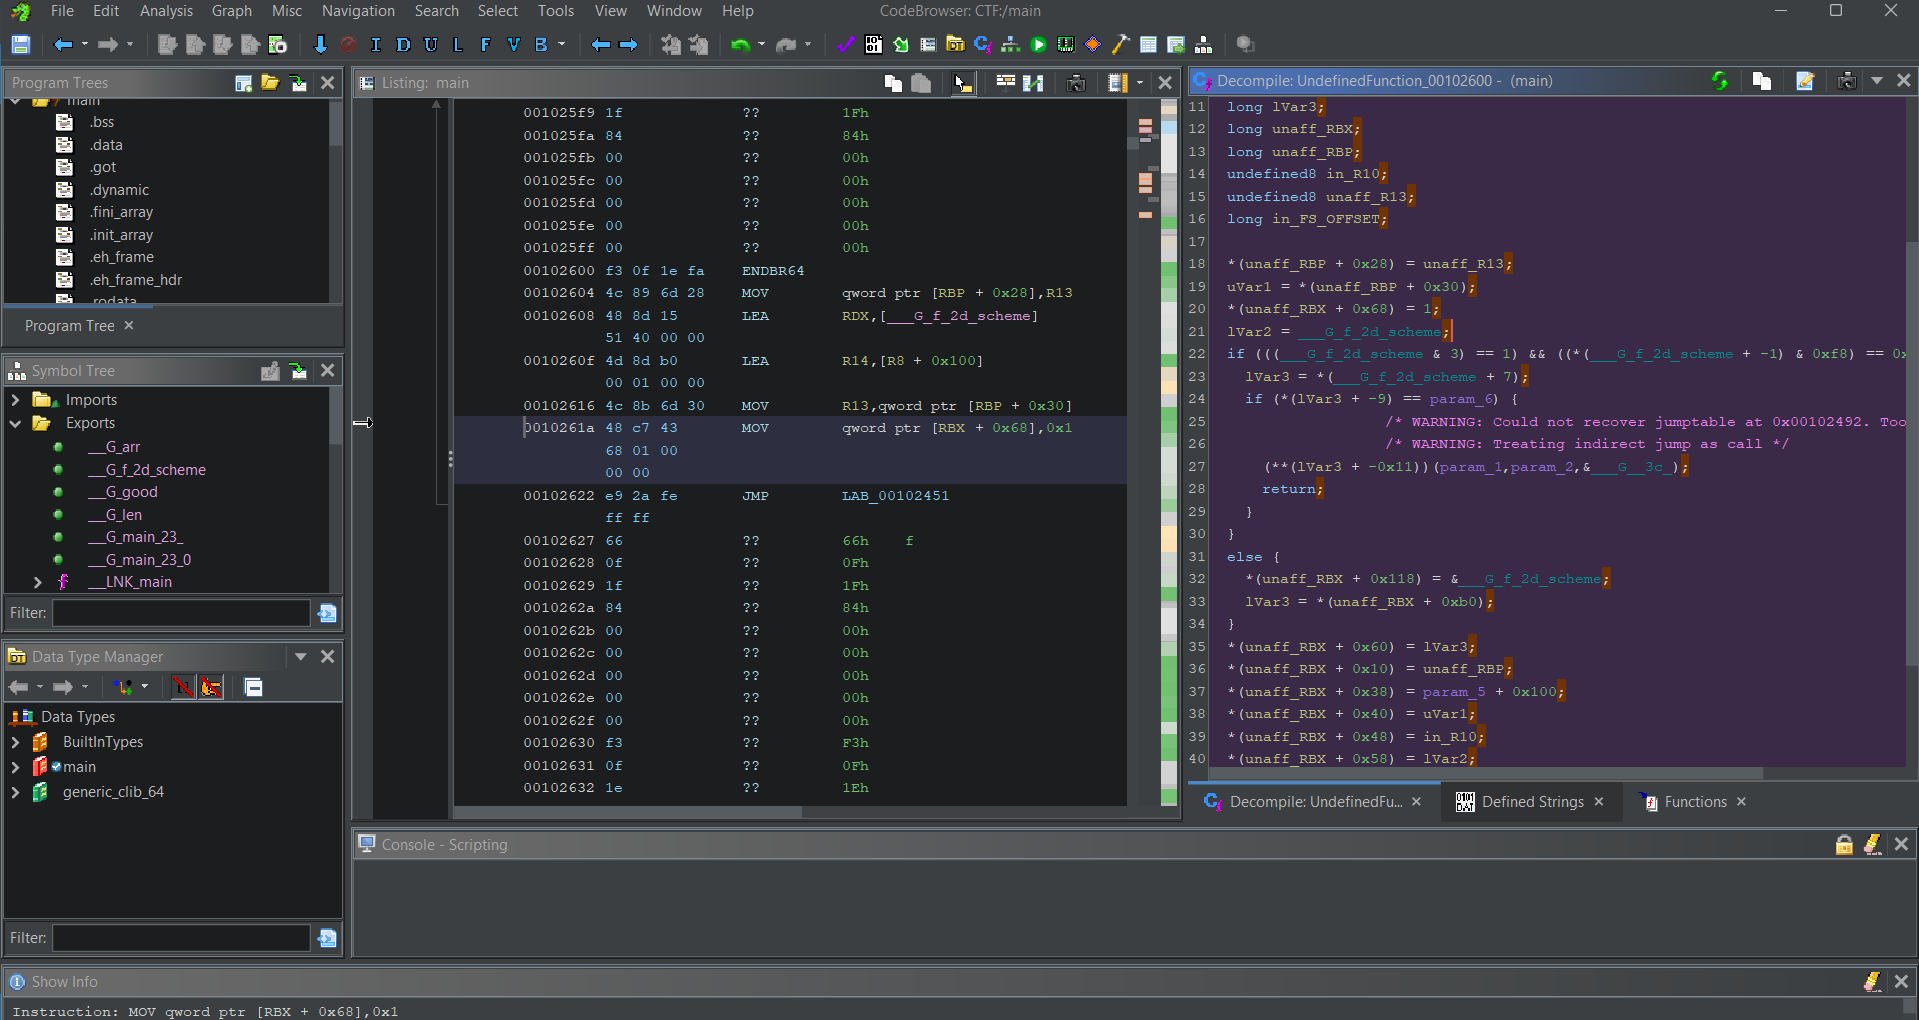 File Edit Analysis Graph Misc Navigation Search Select Tools View Window Help CodeBrowser: CTF:/main
I D U L F V B
Program Trees
main
.bss
.data
.got
.dynamic
.fini_array
.init_array
.eh_frame
.eh_frame_hdr
.rodata
Program Tree ×
Symbol Tree
Imports
Exports
___G_arr
___G_f_2d_scheme
___G_good
___G_len
___G_main_23_
___G_main_23_0
___LNK_main
Filter:
Data Type Manager
Data Types
BuiltInTypes
main
generic_clib_64
Filter:
Listing: main
001025f9 1f ?? 1Fh
001025fa 84 ?? 84h
001025fb 00 ?? 00h
001025fc 00 ?? 00h
001025fd 00 ?? 00h
001025fe 00 ?? 00h
001025ff 00 ?? 00h
00102600 f3 0f 1e fa ENDBR64
00102604 4c 89 6d 28 MOV qword ptr [RBP + 0x28],R13
00102608 48 8d 15 LEA RDX,[___G_f_2d_scheme]
51 40 00 00
0010260f 4d 8d b0 LEA R14,[R8 + 0x100]
00 01 00 00
00102616 4c 8b 6d 30 MOV R13,qword ptr [RBP + 0x30]
0010261a 48 c7 43 MOV qword ptr [RBX + 0x68],0x1
68 01 00
00 00
00102622 e9 2a fe JMP LAB_00102451
ff ff
00102627 66 ?? 66h f
00102628 0f ?? 0Fh
00102629 1f ?? 1Fh
0010262a 84 ?? 84h
0010262b 00 ?? 00h
0010262c 00 ?? 00h
0010262d 00 ?? 00h
0010262e 00 ?? 00h
0010262f 00 ?? 00h
00102630 f3 ?? F3h
00102631 0f ?? 0Fh
00102632 1e ?? 1Eh
Decompile: UndefinedFunction_00102600 - (main)
11 long lVar3;
12 long unaff_RBX;
13 long unaff_RBP;
14 undefined8 in_R10;
15 undefined8 unaff_R13;
16 long in_FS_OFFSET;
17
18 *(unaff_RBP + 0x28) = unaff_R13;
19 uVar1 = *(unaff_RBP + 0x30);
20 *(unaff_RBX + 0x68) = 1;
21 lVar2 = ___G_f_2d_scheme;
22 if (((___G_f_2d_scheme & 3) == 1) && ((*(___G_f_2d_scheme + -1) & 0xf8) == 0x
23 lVar3 = *(___G_f_2d_scheme + 7);
24 if (*(lVar3 + -9) == param_6) {
25 /* WARNING: Could not recover jumptable at 0x00102492. Too
26 /* WARNING: Treating indirect jump as call */
27 (**(lVar3 + -0x11))(param_1,param_2,&___G__3c_);
28 return;
29 }
30 }
31 else {
32 *(unaff_RBX + 0x118) = &___G_f_2d_scheme;
33 lVar3 = *(unaff_RBX + 0xb0);
34 }
35 *(unaff_RBX + 0x60) = lVar3;
36 *(unaff_RBX + 0x10) = unaff_RBP;
37 *(unaff_RBX + 0x38) = param_5 + 0x100;
38 *(unaff_RBX + 0x40) = uVar1;
39 *(unaff_RBX + 0x48) = in_R10;
40 *(unaff_RBX + 0x58) = lVar2;
Decompile: UndefinedFu... × Defined Strings × Functions ×
Console - Scripting
Show Info
Instruction: MOV qword ptr [RBX + 0x68],0x1